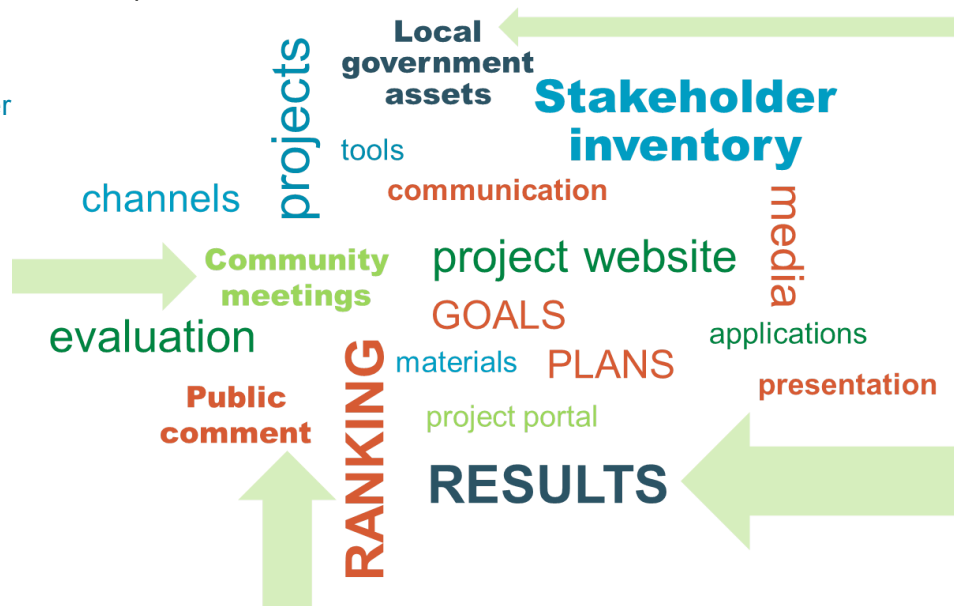 Local
government
assets
projects
Stakeholder
inventory
tools
channels
communication
media
Community
meetings
project website
GOALS
evaluation
applications
RANKING
materials
PLANS
presentation
Public
comment
project portal
RESULTS